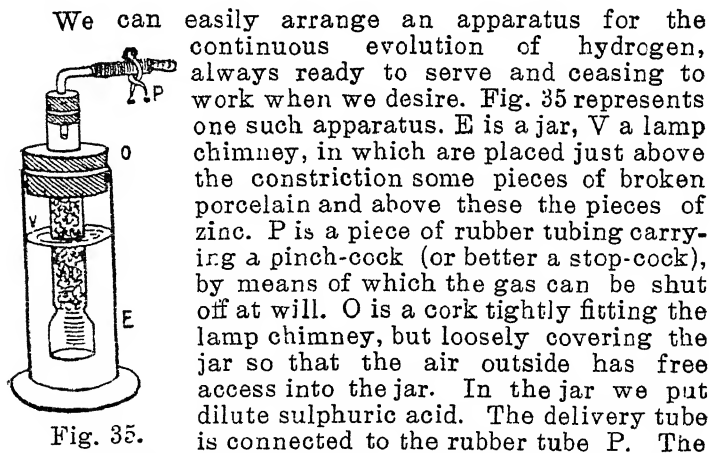 We can easily arrange an apparatus for the
continuous evolution of hydrogen,
always ready to serve and ceasing to
work when we desire. Fig. 35 represents
one such apparatus. E is a jar, V a lamp
chimney, in which are placed just above
the constriction some pieces of broken
porcelain and above these the pieces of
zinc. P is a piece of rubber tubing carry-
ing a pinch-cock (or better a stop-cock),
by means of which the gas can be shut
off at will. O is a cork tightly fitting the
lamp chimney, but loosely covering the
jar so that the air outside has free
access into the jar. In the jar we put
dilute sulphuric acid. The delivery tube
is connected to the rubber tube P. The
P
O
V
E
Fig. 35.